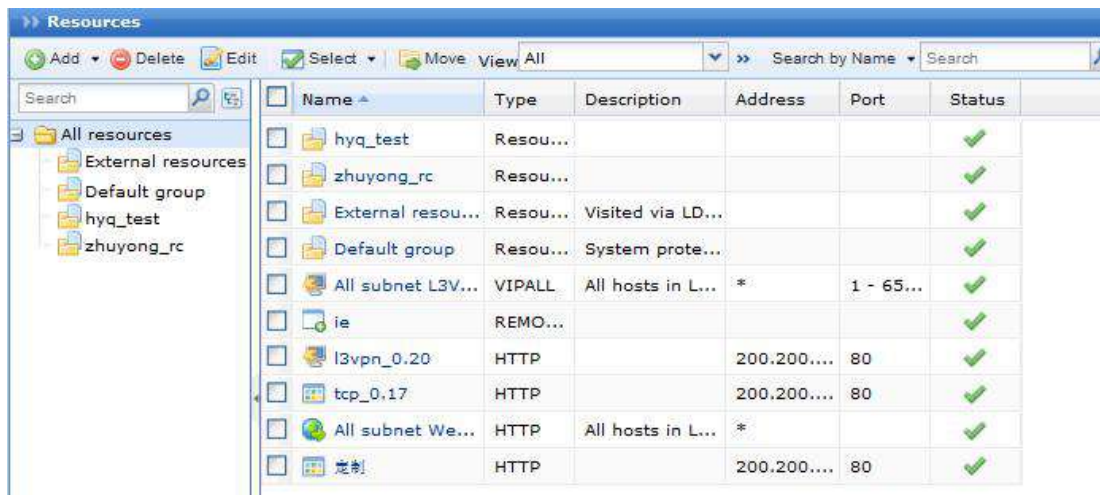 Resources
Add Delete Edit Select Move View All Search by Name Search
Search
All resources
External resources
Default group
hyq_test
zhuyong_rc
Name Type Description Address Port Status
hyq_test Resou...
zhuyong_rc Resou...
External resou... Resou... Visited via LD...
Default group Resou... System prote...
All subnet L3V... VIPALL All hosts in L... * 1 - 65...
ie REMO...
l3vpn_0.20 HTTP 200.200.... 80
tcp_0.17 HTTP 200.200.... 80
All subnet We... HTTP All hosts in L... *
定制 HTTP 200.200.... 80